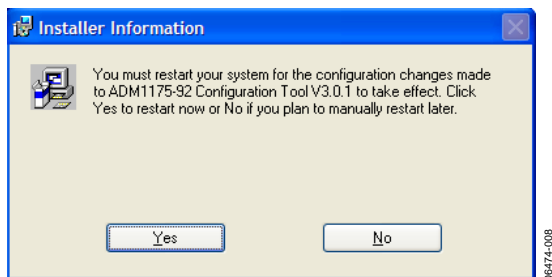 Installer Information
You must restart your system for the configuration changes made
to ADM1175-92 Configuration Tool V3.0.1 to take effect. Click
Yes to restart now or No if you plan to manually restart later.
Yes
No
6474-008